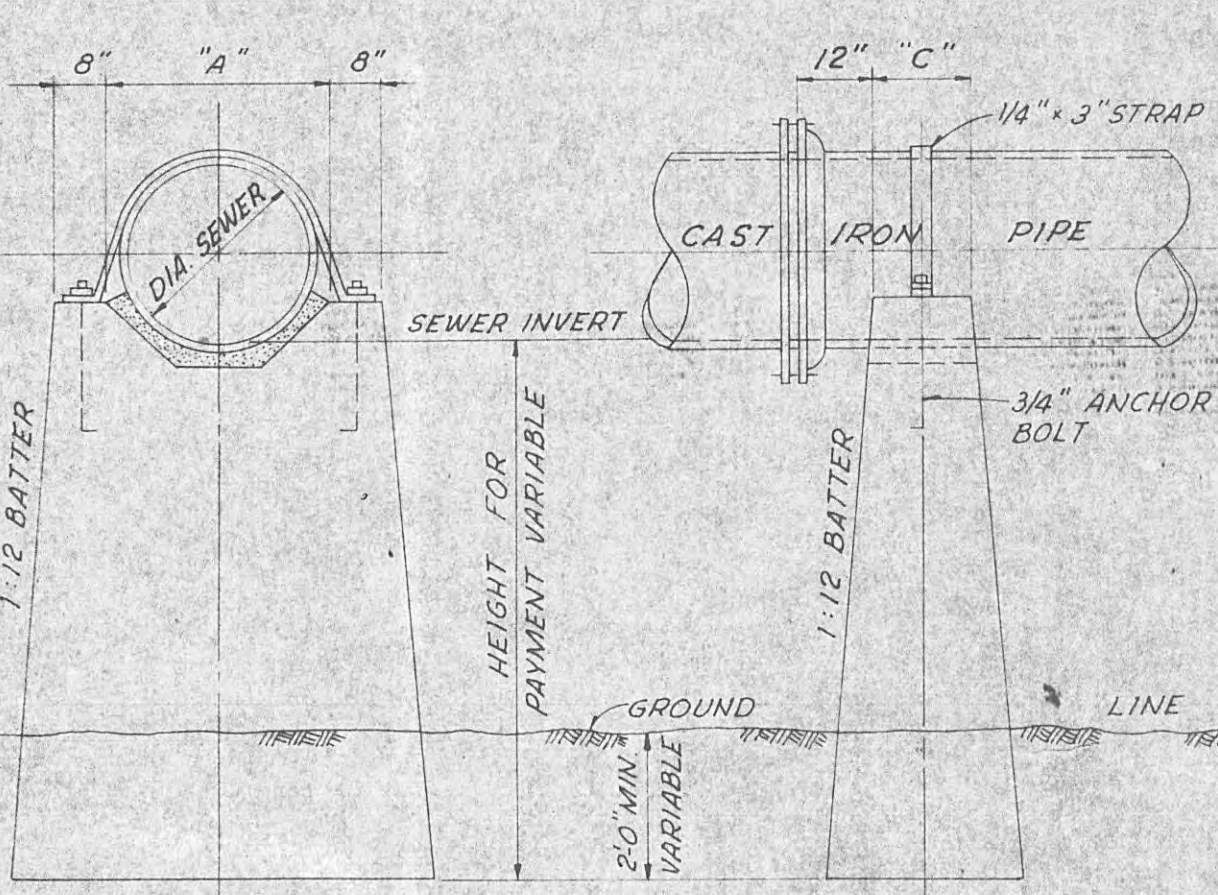 8" "A" 8"
12" "C"
1/4" x 3" STRAP
DIA. SEWER
CAST IRON PIPE
SEWER INVERT
3/4" ANCHOR
BOLT
1:12 BATTER
HEIGHT FOR
PAYMENT VARIABLE
1:12 BATTER
GROUND LINE
2'-0" MIN.
VARIABLE